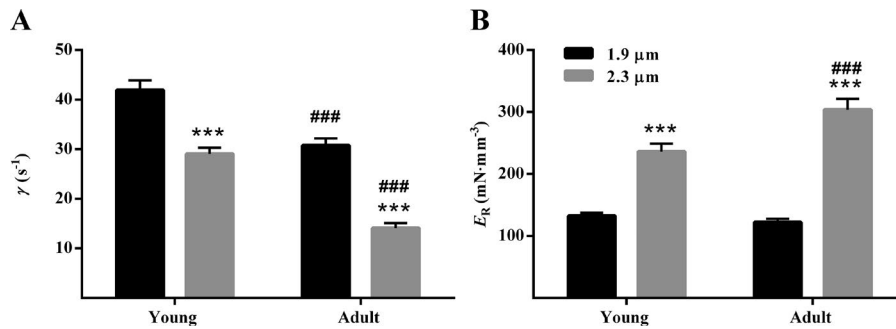 A
50
40
30
20
10
γ (s⁻¹)
***
###
###
***
Young
Adult
B
400
300
200
100
E_R (mN·mm⁻³)
1.9 μm
2.3 μm
***
###
***
Young
Adult